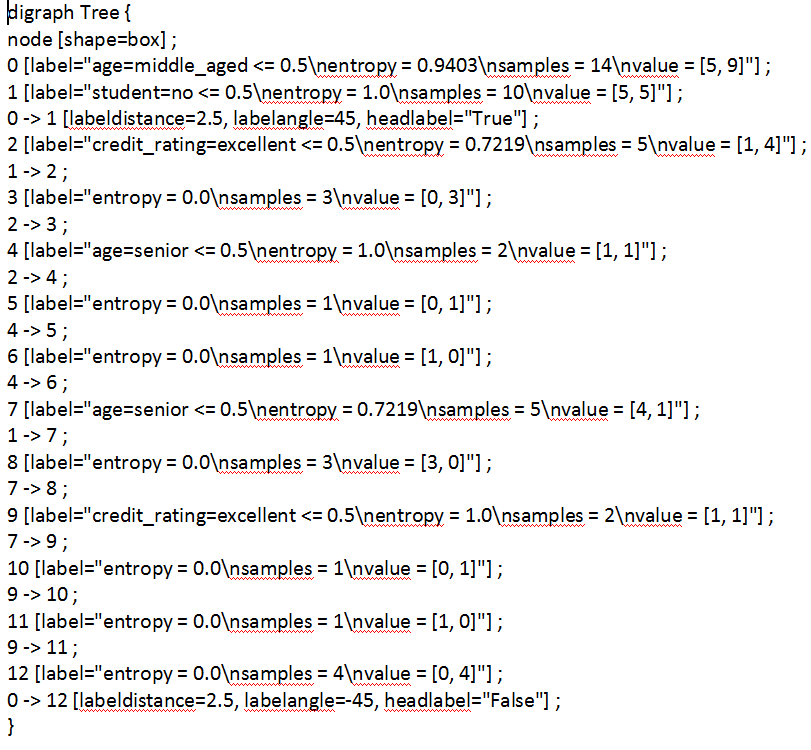 digraph Tree {
node [shape=box] ;
0 [label="age=middle_aged <= 0.5\nentropy = 0.9403\nsamples = 14\nvalue = [5, 9]"] ;
1 [label="student=no <= 0.5\nentropy = 1.0\nsamples = 10\nvalue = [5, 5]"] ;
0 -> 1 [labeldistance=2.5, labelangle=45, headlabel="True"] ;
2 [label="credit_rating=excellent <= 0.5\nentropy = 0.7219\nsamples = 5\nvalue = [1, 4]"] ;
1 -> 2 ;
3 [label="entropy = 0.0\nsamples = 3\nvalue = [0, 3]"] ;
2 -> 3 ;
4 [label="age=senior <= 0.5\nentropy = 1.0\nsamples = 2\nvalue = [1, 1]"] ;
2 -> 4 ;
5 [label="entropy = 0.0\nsamples = 1\nvalue = [0, 1]"] ;
4 -> 5 ;
6 [label="entropy = 0.0\nsamples = 1\nvalue = [1, 0]"] ;
4 -> 6 ;
7 [label="age=senior <= 0.5\nentropy = 0.7219\nsamples = 5\nvalue = [4, 1]"] ;
1 -> 7 ;
8 [label="entropy = 0.0\nsamples = 3\nvalue = [3, 0]"] ;
7 -> 8 ;
9 [label="credit_rating=excellent <= 0.5\nentropy = 1.0\nsamples = 2\nvalue = [1, 1]"] ;
7 -> 9 ;
10 [label="entropy = 0.0\nsamples = 1\nvalue = [0, 1]"] ;
9 -> 10 ;
11 [label="entropy = 0.0\nsamples = 1\nvalue = [1, 0]"] ;
9 -> 11 ;
12 [label="entropy = 0.0\nsamples = 4\nvalue = [0, 4]"] ;
0 -> 12 [labeldistance=2.5, labelangle=-45, headlabel="False"] ;
}